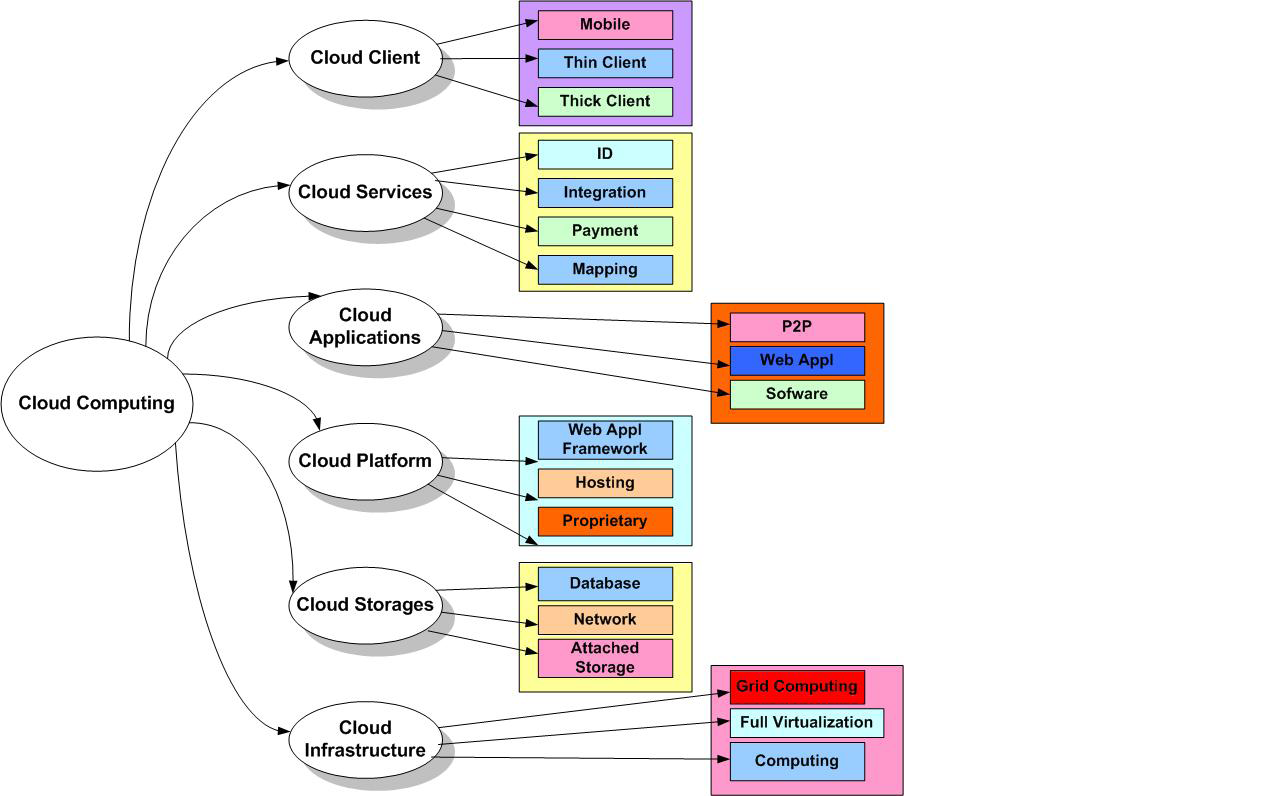 Cloud Client
Mobile
Thin Client
Thick Client
Cloud Services
ID
Integration
Payment
Mapping
Cloud
Applications
P2P
Web Appl
Sofware
Cloud Computing
Cloud Platform
Web Appl
Framework
Hosting
Proprietary
Cloud Storages
Database
Network
Attached
Storage
Cloud
Infrastructure
Grid Computing
Full Virtualization
Computing